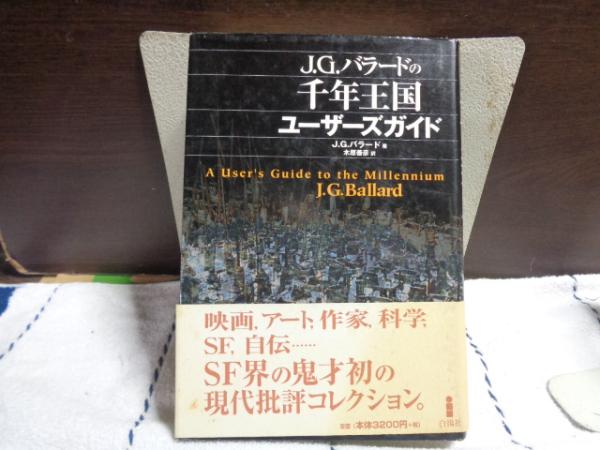 J.G.バラードの
千年王国
ユーザーズガイド
J.G.バラード 著
木原善彦 訳
A User's Guide to the Millennium
J.G.Ballard
映画,アート,作家,科学,
SF,自伝……
SF界の鬼才初の
現代批評コレクション。
定価(本体3200円+税)
白揚社